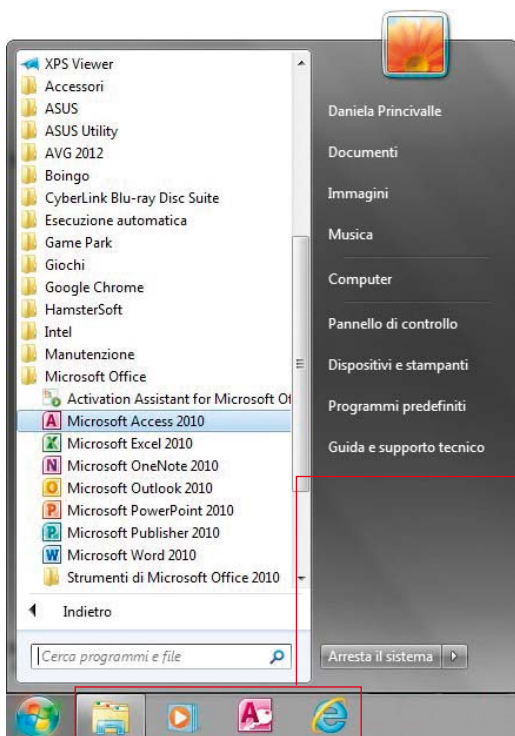 XPS Viewer
Accessori
ASUS
ASUS Utility
AVG 2012
Boingo
CyberLink Blu-ray Disc Suite
Esecuzione automatica
Game Park
Giochi
Google Chrome
HamsterSoft
Intel
Manutenzione
Microsoft Office
Activation Assistant for Microsoft Of
Microsoft Access 2010
Microsoft Excel 2010
Microsoft OneNote 2010
Microsoft Outlook 2010
Microsoft PowerPoint 2010
Microsoft Publisher 2010
Microsoft Word 2010
Strumenti di Microsoft Office 2010
Indietro
Cerca programmi e file
Daniela Princivalle
Documenti
Immagini
Musica
Computer
Pannello di controllo
Dispositivi e stampanti
Programmi predefiniti
Guida e supporto tecnico
Arresta il sistema